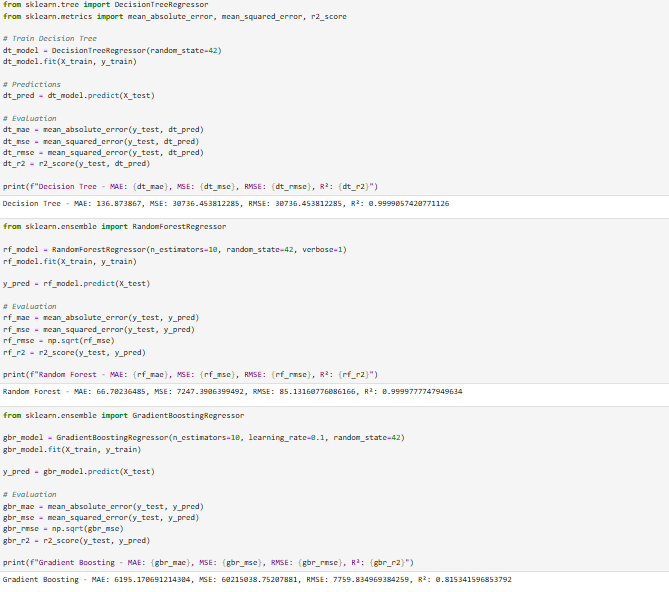 from sklearn.tree import DecisionTreeRegressor
from sklearn.metrics import mean_absolute_error, mean_squared_error, r2_score
# Train Decision Tree
dt_model = DecisionTreeRegressor(random_state=42)
dt_model.fit(X_train, y_train)
# Predictions
dt_pred = dt_model.predict(X_test)
# Evaluation
dt_mae = mean_absolute_error(y_test, dt_pred)
dt_mse = mean_squared_error(y_test, dt_pred)
dt_rmse = mean_squared_error(y_test, dt_pred)
dt_r2 = r2_score(y_test, dt_pred)
print(f"Decision Tree - MAE: {dt_mae}, MSE: {dt_mse}, RMSE: {dt_rmse}, R²: {dt_r2}")
Decision Tree - MAE: 136.873867, MSE: 30736.453812285, RMSE: 30736.453812285, R²: 0.9999057420771126
from sklearn.ensemble import RandomForestRegressor
rf_model = RandomForestRegressor(n_estimators=10, random_state=42, verbose=1)
rf_model.fit(X_train, y_train)
y_pred = rf_model.predict(X_test)
# Evaluation
rf_mae = mean_absolute_error(y_test, y_pred)
rf_mse = mean_squared_error(y_test, y_pred)
rf_rmse = np.sqrt(rf_mse)
rf_r2 = r2_score(y_test, y_pred)
print(f"Random Forest - MAE: {rf_mae}, MSE: {rf_mse}, RMSE: {rf_rmse}, R²: {rf_r2}")
Random Forest - MAE: 66.70236485, MSE: 7247.3906399492, RMSE: 85.13160776086166, R²: 0.9999777747949634
from sklearn.ensemble import GradientBoostingRegressor
gbr_model = GradientBoostingRegressor(n_estimators=10, learning_rate=0.1, random_state=42)
gbr_model.fit(X_train, y_train)
y_pred = gbr_model.predict(X_test)
# Evaluation
gbr_mae = mean_absolute_error(y_test, y_pred)
gbr_mse = mean_squared_error(y_test, y_pred)
gbr_rmse = np.sqrt(gbr_mse)
gbr_r2 = r2_score(y_test, y_pred)
print(f"Gradient Boosting - MAE: {gbr_mae}, MSE: {gbr_mse}, RMSE: {gbr_rmse}, R²: {gbr_r2}")
Gradient Boosting - MAE: 6195.170691214304, MSE: 60215038.75207881, RMSE: 7759.834969384259, R²: 0.815341596853792